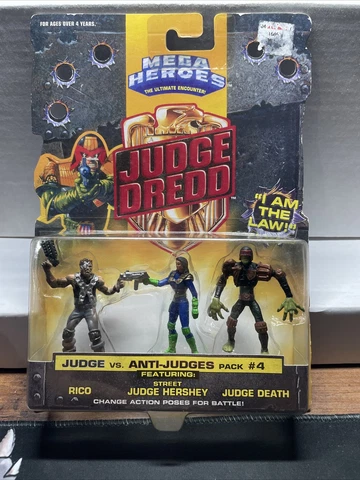 FOR AGES OVER 4 YEARS.
MEGA
HEROES
THE ULTIMATE ENCOUNTER!
JUDGE
DREDD
TM
"I AM
THE
LAW!"
JUDGE VS. ANTI-JUDGES PACK #4
FEATURING:
RICO
STREET
JUDGE HERSHEY
JUDGE DEATH
CHANGE ACTION POSES FOR BATTLE!